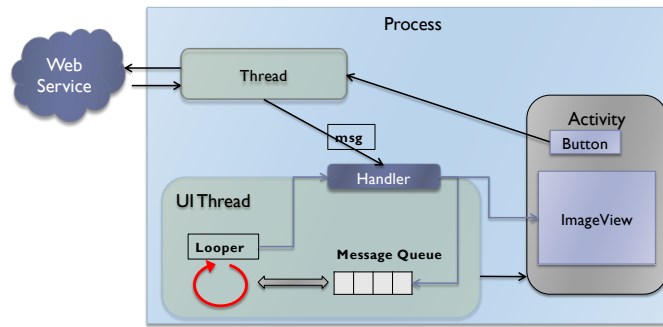 Process
Web
Service
Thread
Activity
Button
msg
Handler
UI Thread
ImageView
Looper
Message Queue